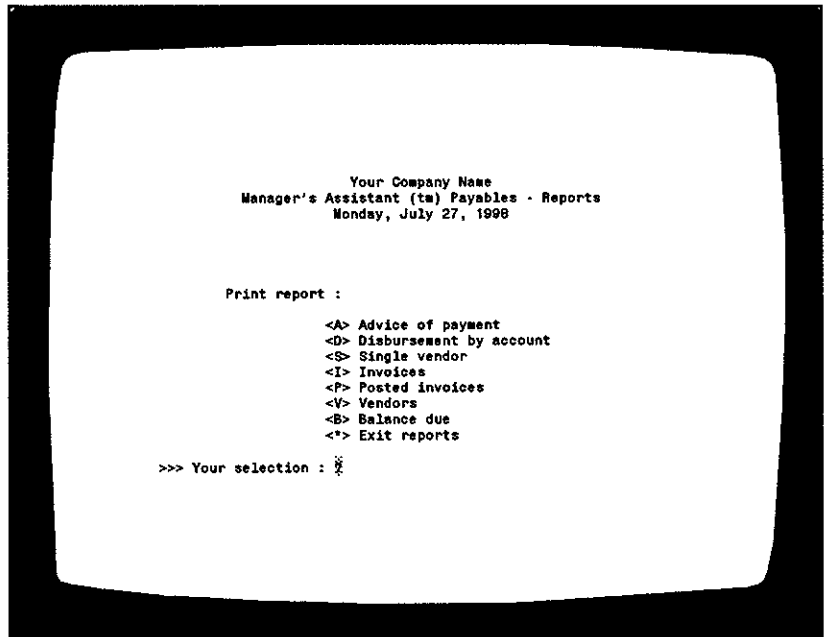 Your Company Name
Manager's Assistant (tm) Payables - Reports
Monday, July 27, 1998
Print report :
<A> Advice of payment
<D> Disbursement by account
<S> Single vendor
<I> Invoices
<P> Posted invoices
<V> Vendors
<B> Balance due
<*> Exit reports
>>> Your selection :